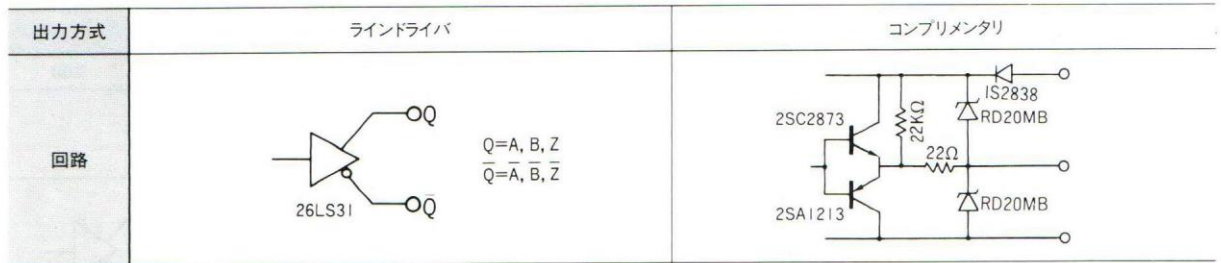 出力方式
ラインドライバ
コンプリメンタリ
回路
Q
Q̅
26LS31
Q=A, B, Z
Q̅=A̅, B̅, Z̅
2SC2873
2SA1213
22KΩ
22Ω
IS2838
RD20MB
RD20MB